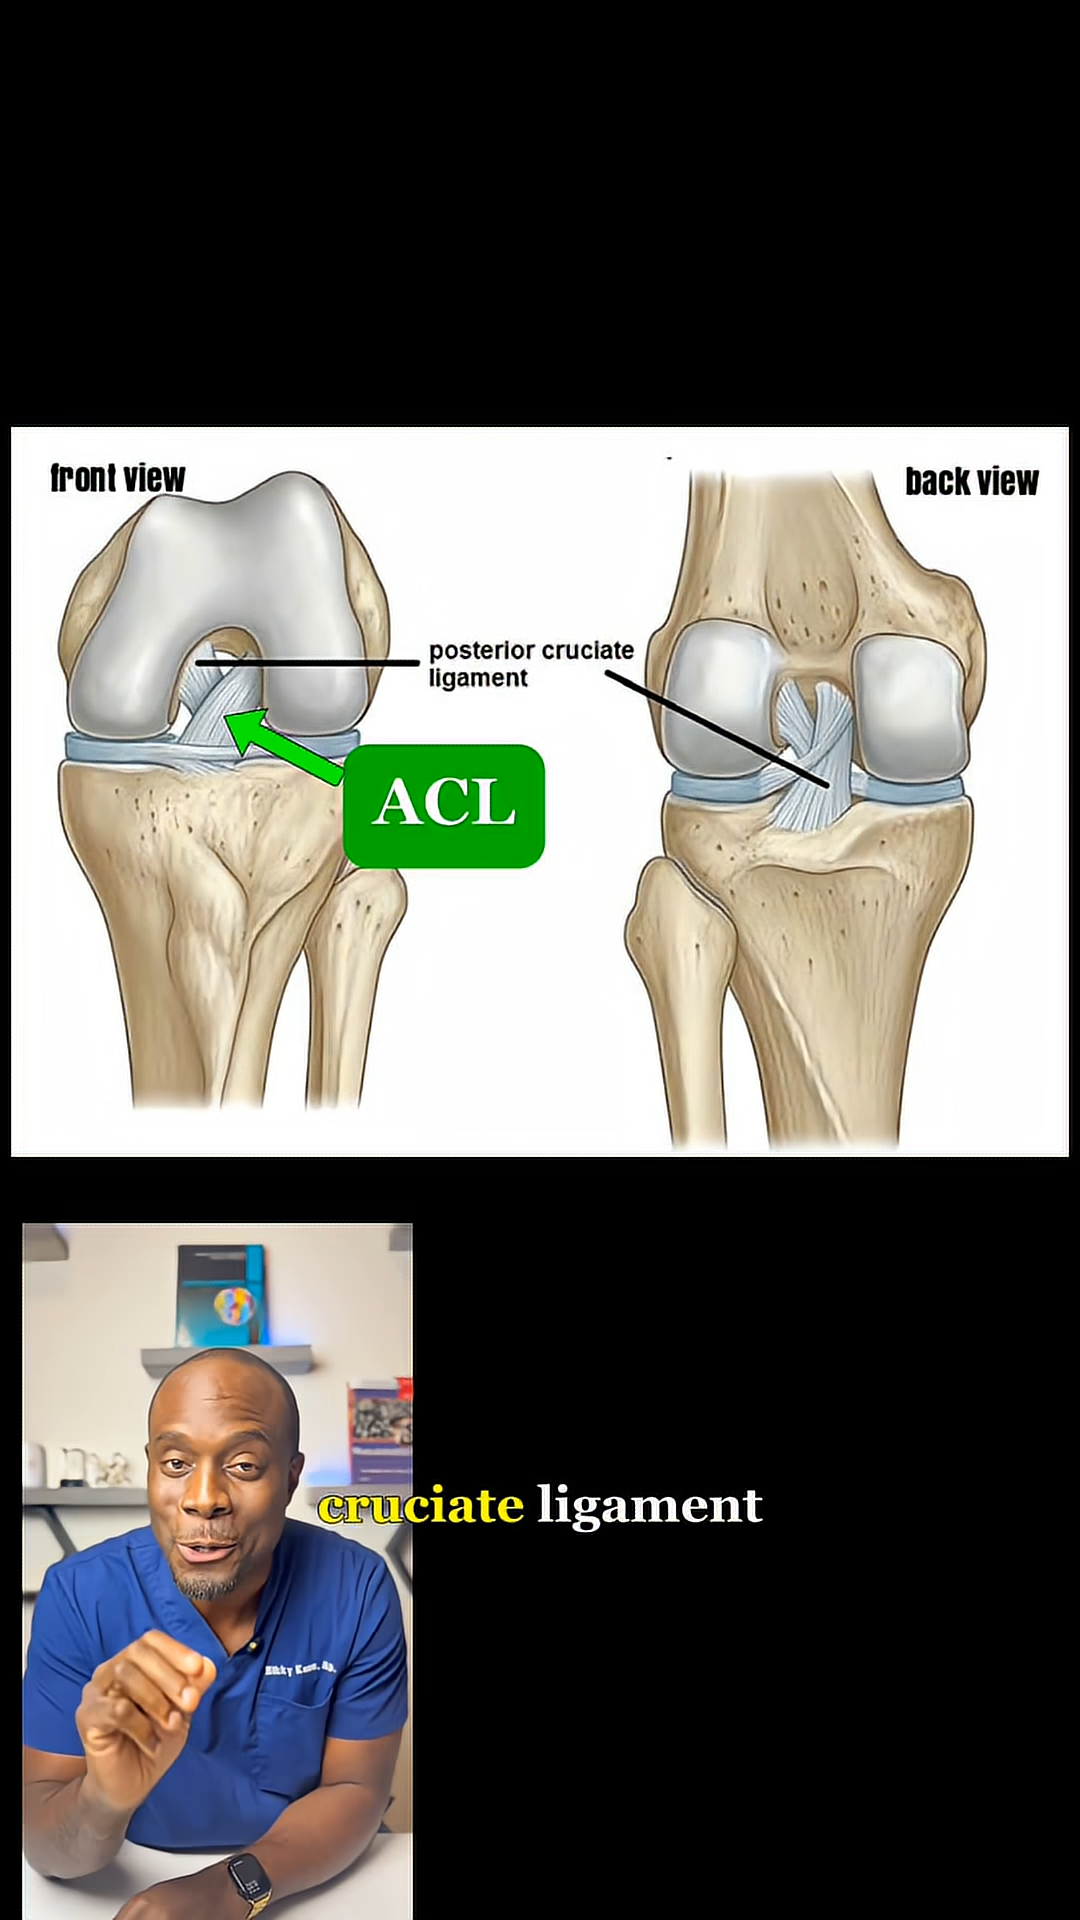 front view
back view
posterior cruciate
ligament
ACL
cruciate ligament